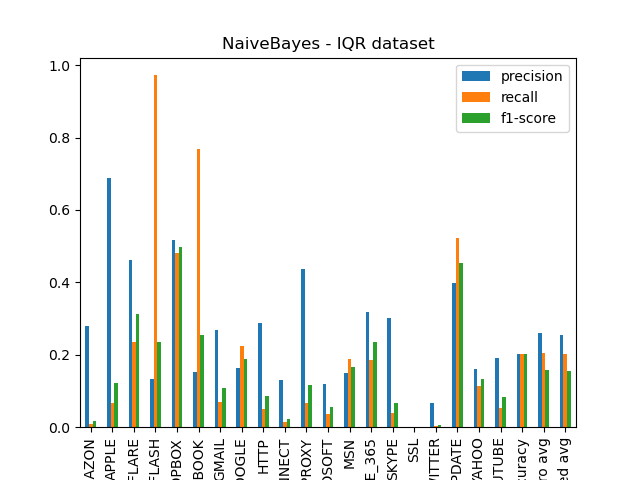 NaiveBayes - IQR dataset
1.0
0.8
0.6
0.4
0.2
0.0
precision
recall
f1-score
AZON
APPLE
FLARE
FLASH
OPBOX
BOOK
GMAIL
OOGLE
HTTP
NNECT
PROXY
OSOFT
MSN
E_365
SKYPE
SSL
ITTER
PDATE
YAHOO
UTUBE
curacy
ro avg
ed avg